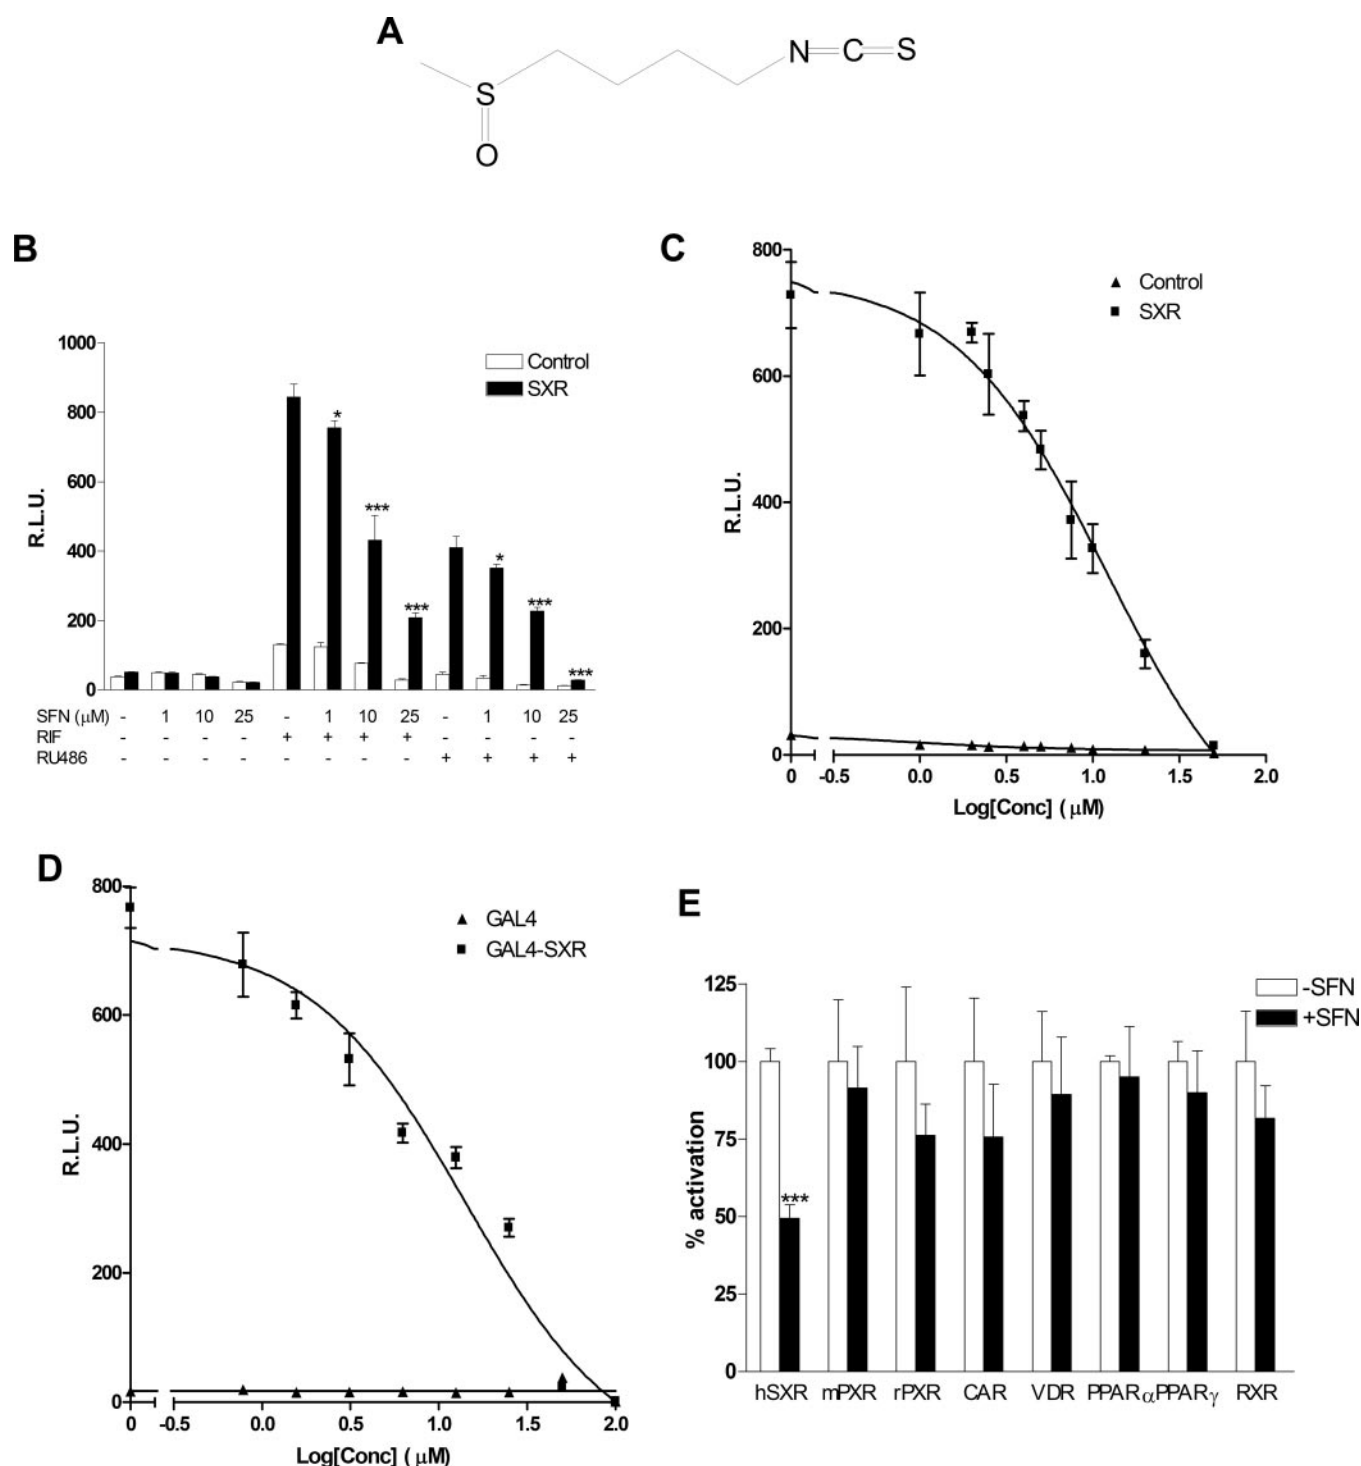 A
N C S
S
O
B
1000
800
600
400
200
0
R.L.U.
Control
SXR
* *** *** * *** ***
SFN (μM) - 1 10 25 - 1 10 25 - 1 10 25
RIF - - - - + + + + - - - -
RU486 - - - - - - - - + + + +
C
800
600
400
200
0
R.L.U.
Control
SXR
0 -0.5 0.0 0.5 1.0 1.5 2.0
Log[Conc] ( μM)
D
800
600
400
200
0
R.L.U.
GAL4
GAL4-SXR
0 -0.5 0.0 0.5 1.0 1.5 2.0
Log[Conc] ( μM)
E
125
100
75
50
25
0
% activation
-SFN
+SFN
***
hSXR mPXR rPXR CAR VDR PPARα PPARγ RXR